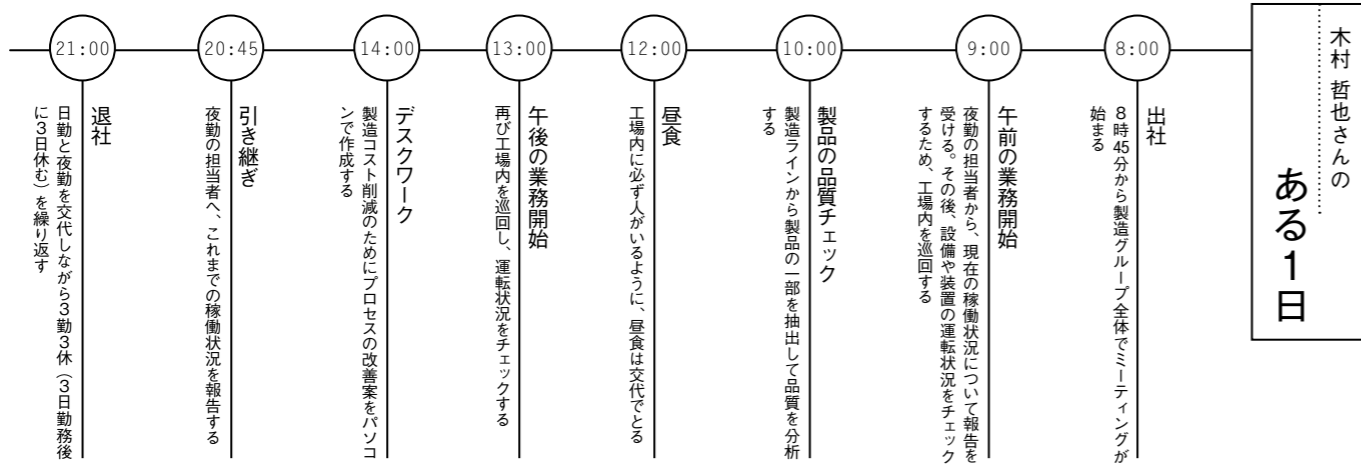 木村 哲也さんの
ある1日
8:00
出社
8時45分から製造グループ全体でミーティングが
始まる
9:00
午前の業務開始
夜勤の担当者から、現在の稼働状況について報告を
受ける。その後、設備や装置の運転状況をチェック
するため、工場内を巡回する
10:00
製品の品質チェック
製造ラインから製品の一部を抽出して品質を分析
する
12:00
昼食
工場内に必ず人がいるように、昼食は交代でとる
13:00
午後の業務開始
再び工場内を巡回し、運転状況をチェックする
14:00
デスクワーク
製造コスト削減のためにプロセスの改善案をパソコ
ンで作成する
20:45
引き継ぎ
夜勤の担当者へ、これまでの稼働状況を報告する
21:00
退社
日勤と夜勤を交代しながら3勤3休（3日勤務後
に3日休む）を繰り返す